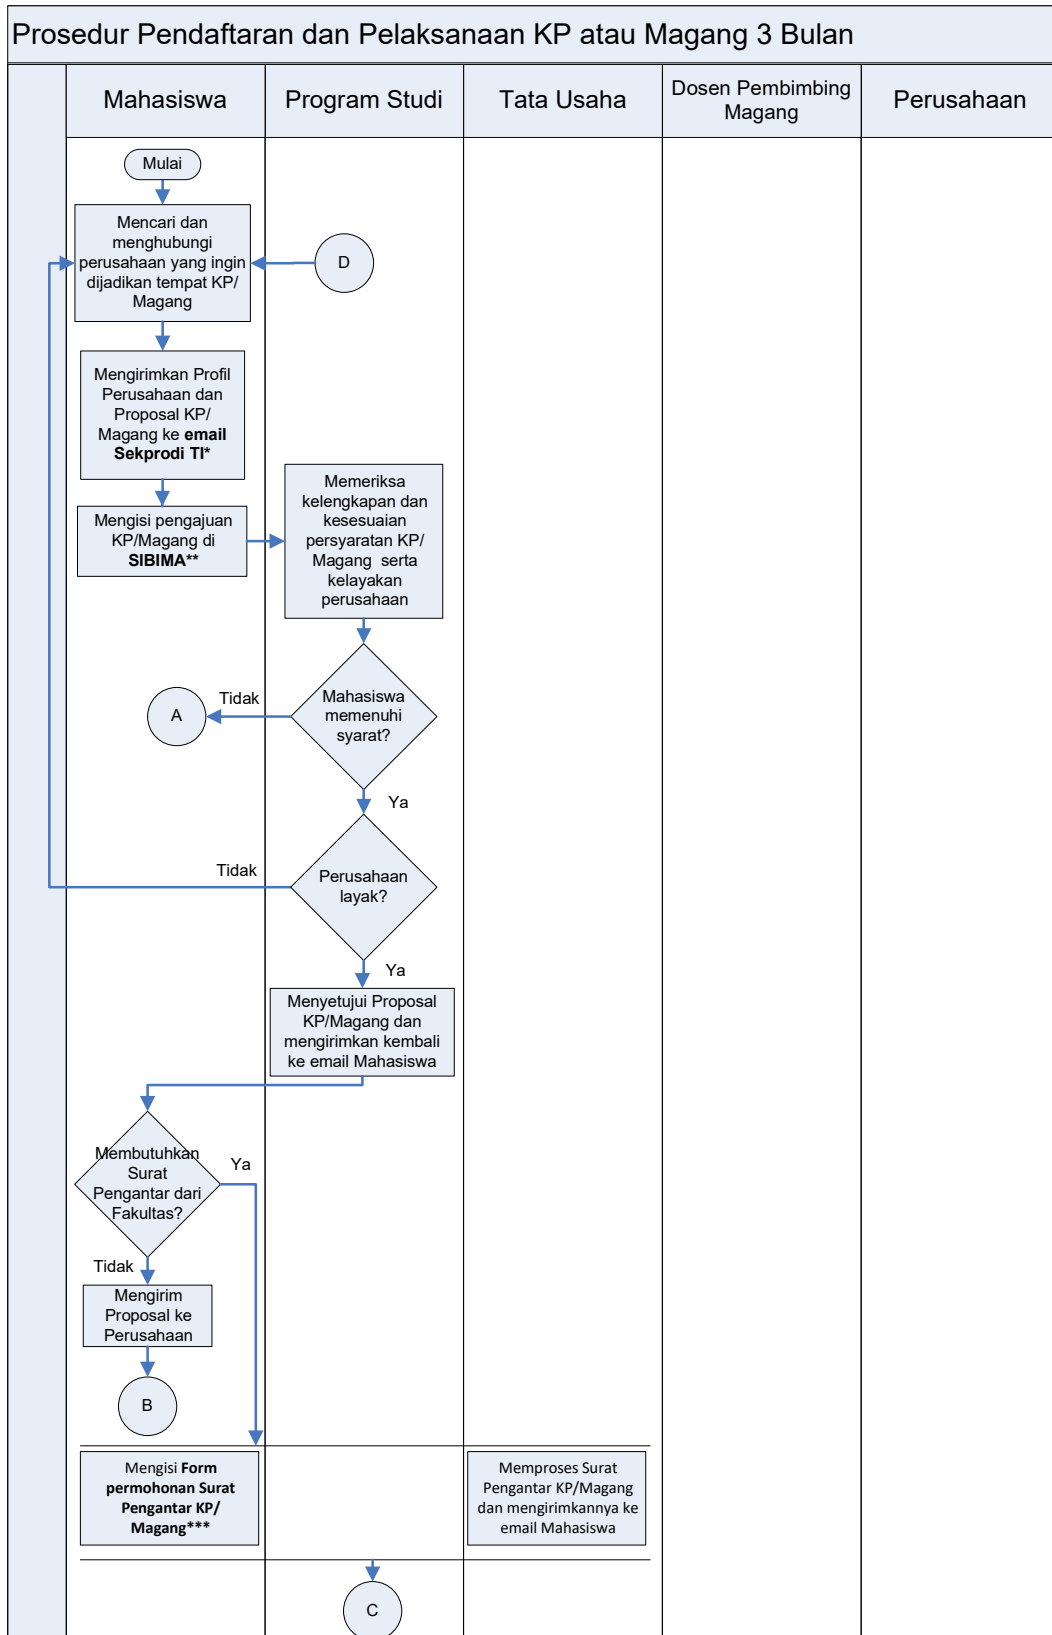 Prosedur Pendaftaran dan Pelaksanaan KP atau Magang 3 Bulan
Mahasiswa
Program Studi
Tata Usaha
Dosen Pembimbing
Magang
Perusahaan
Mulai
Mencari dan
menghubungi
perusahaan yang ingin
dijadikan tempat KP/
Magang
D
Mengirimkan Profil
Perusahaan dan
Proposal KP/
Magang ke email
Sekprodi TI*
Mengisi pengajuan
KP/Magang di
SIBIMA**
Memeriksa
kelengkapan dan
kesesuaian
persyaratan KP/
Magang serta
kelayakan
perusahaan
Mahasiswa
memenuhi
syarat?
Tidak
A
Ya
Perusahaan
layak?
Tidak
Ya
Menyetujui Proposal
KP/Magang dan
mengirimkan kembali
ke email Mahasiswa
Membutuhkan
Surat
Pengantar dari
Fakultas?
Ya
Tidak
Mengirim
Proposal ke
Perusahaan
B
Mengisi Form
permohonan Surat
Pengantar KP/
Magang***
Memproses Surat
Pengantar KP/Magang
dan mengirimkannya ke
email Mahasiswa
C